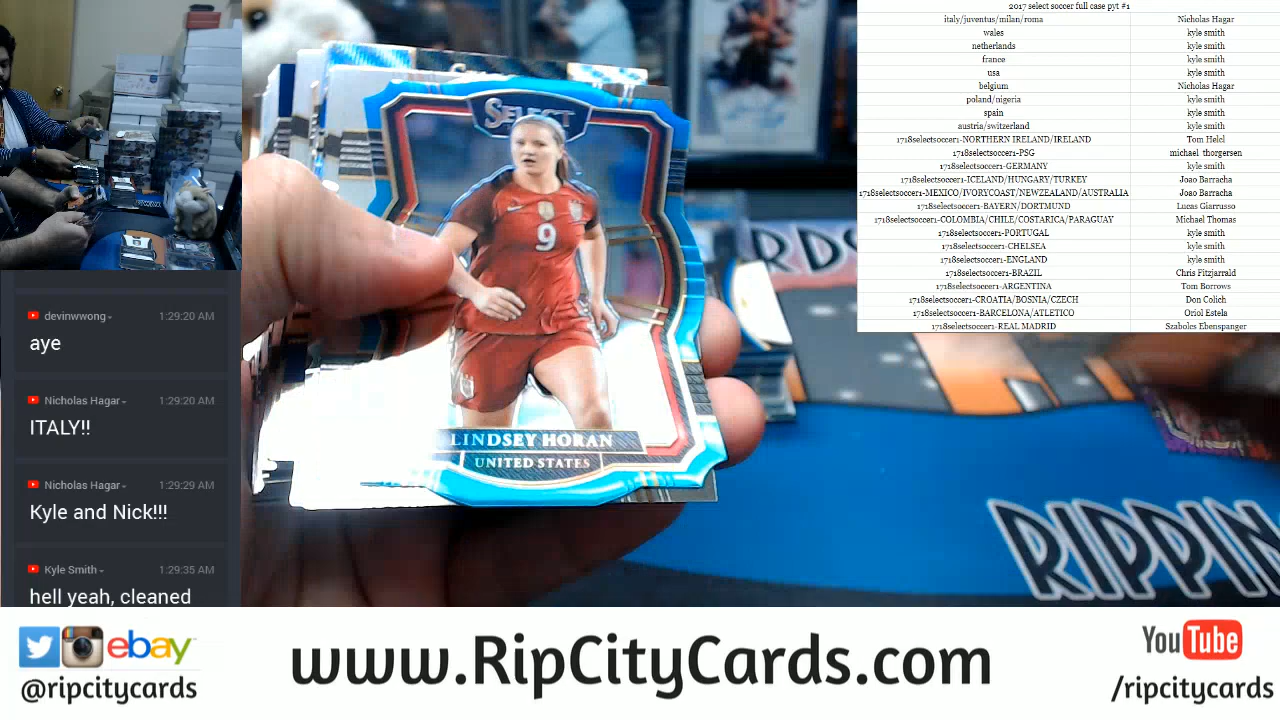 devinwwong
1:29:20 AM
aye
Nicholas Hagar
1:29:20 AM
ITALY!!
Nicholas Hagar
1:29:29 AM
Kyle and Nick!!!
Kyle Smith
1:29:35 AM
hell yeah, cleaned
SELECT
9
LINDSEY HORAN
UNITED STATES
RDS
RIPPIN
2017 select soccer full case pyt #1
italy/juventus/milan/roma Nicholas Hagar
wales kyle smith
netherlands kyle smith
france kyle smith
usa kyle smith
belgium Nicholas Hagar
poland/nigeria kyle smith
spain kyle smith
austria/switzerland kyle smith
1718selectsoccer1-NORTHERN IRELAND/IRELAND Tom Helel
1718selectsoccer1-PSG michael thorgersen
1718selectsoccer1-GERMANY kyle smith
1718selectsoccer1-ICELAND/HUNGARY/TURKEY Joao Barracha
1718selectsoccer1-MEXICO/IVORYCOAST/NEWZEALAND/AUSTRALIA Joao Barracha
1718selectsoccer1-BAYERN/DORTMUND Lucas Giarrusso
1718selectsoccer1-COLOMBIA/CHILE/COSTARICA/PARAGUAY Michael Thomas
1718selectsoccer1-PORTUGAL kyle smith
1718selectsoccer1-CHELSEA kyle smith
1718selectsoccer1-ENGLAND kyle smith
1718selectsoccer1-BRAZIL Chris Fitzjarrald
1718selectsoccer1-ARGENTINA Tom Borrows
1718selectsoccer1-CROATIA/BOSNIA/CZECH Don Colich
1718selectsoccer1-BARCELONA/ATLETICO Oriol Estela
1718selectsoccer1-REAL MADRID Szabolcs Ebenspanger
ebay
@ripcitycards
www.RipCityCards.com
YouTube
/ripcitycards